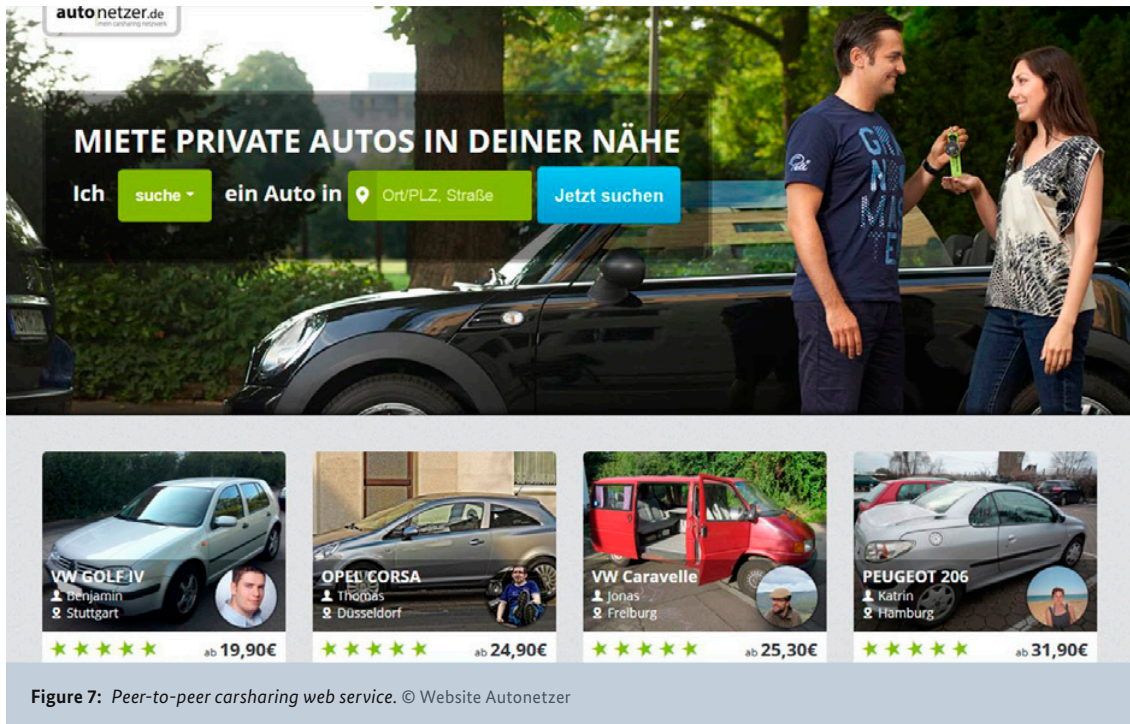 autonetzer.de
mein carsharing netzwerk
MIETE PRIVATE AUTOS IN DEINER NÄHE
Ich suche ein Auto in Ort/PLZ, Straße Jetzt suchen
VW GOLF IV
Benjamin
Stuttgart
ab 19,90€
OPEL CORSA
Thomas
Düsseldorf
ab 24,90€
VW Caravelle
Jonas
Freiburg
ab 25,30€
PEUGEOT 206
Katrin
Hamburg
ab 31,90€
Figure 7: Peer-to-peer carsharing web service. © Website Autonetzer